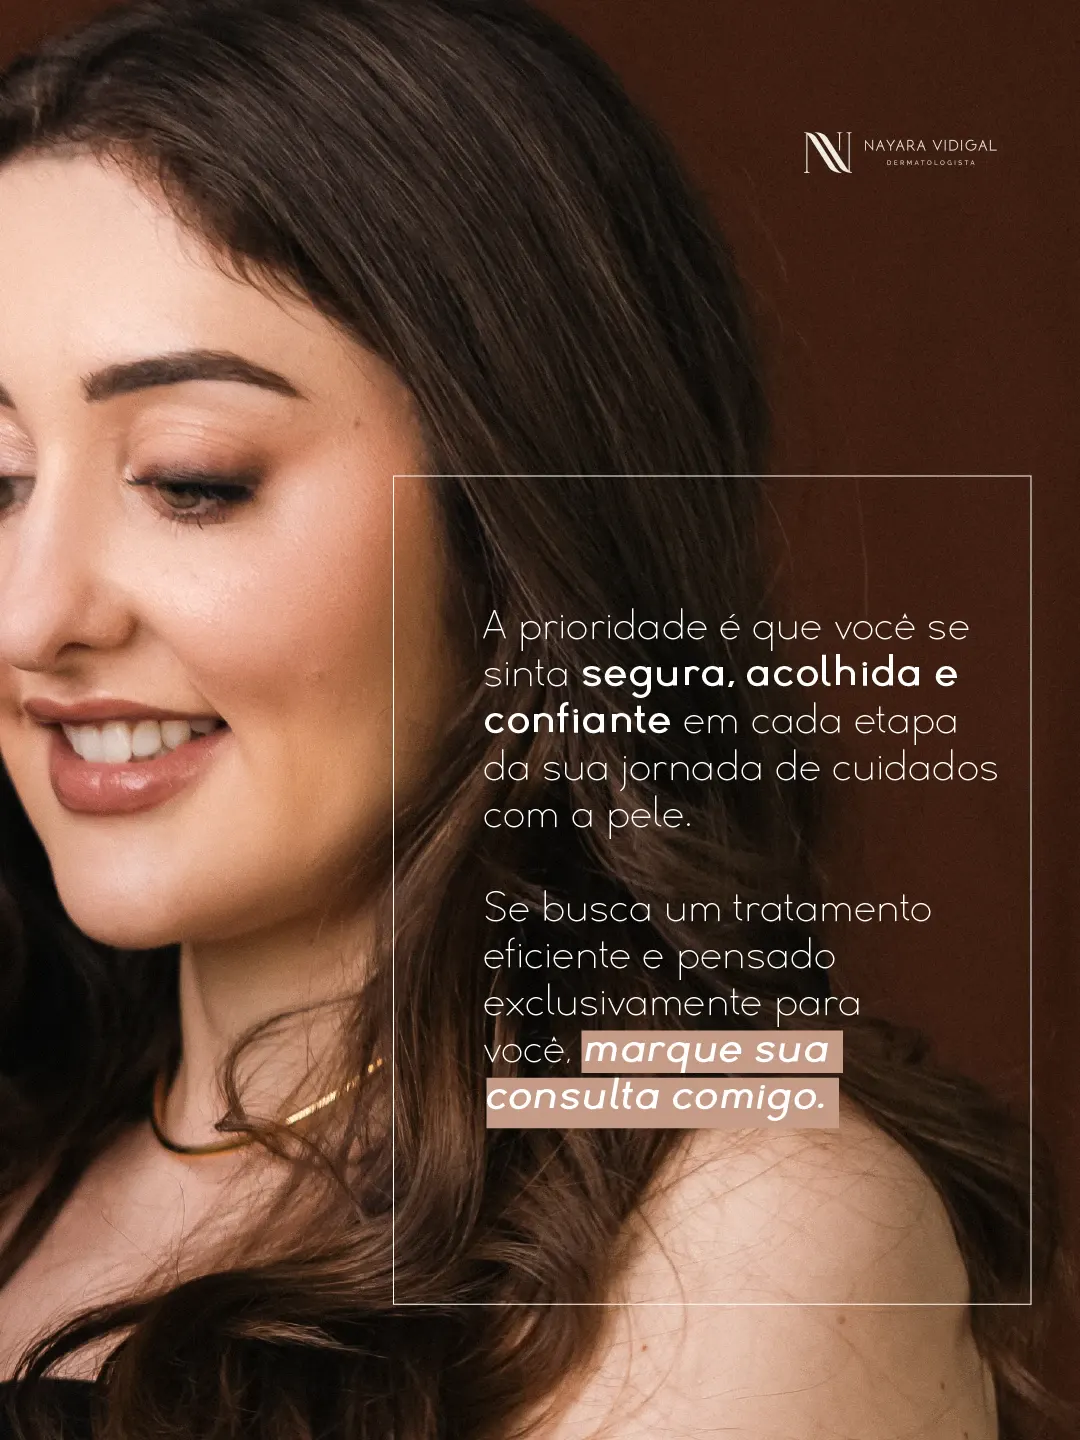 NAYARA VIDIGAL
DERMATOLOGISTA
A prioridade é que você se
sinta segura, acolhida e
confiante em cada etapa
da sua jornada de cuidados
com a pele.
Se busca um tratamento
eficiente e pensado
exclusivamente para
você, marque sua
consulta comigo.